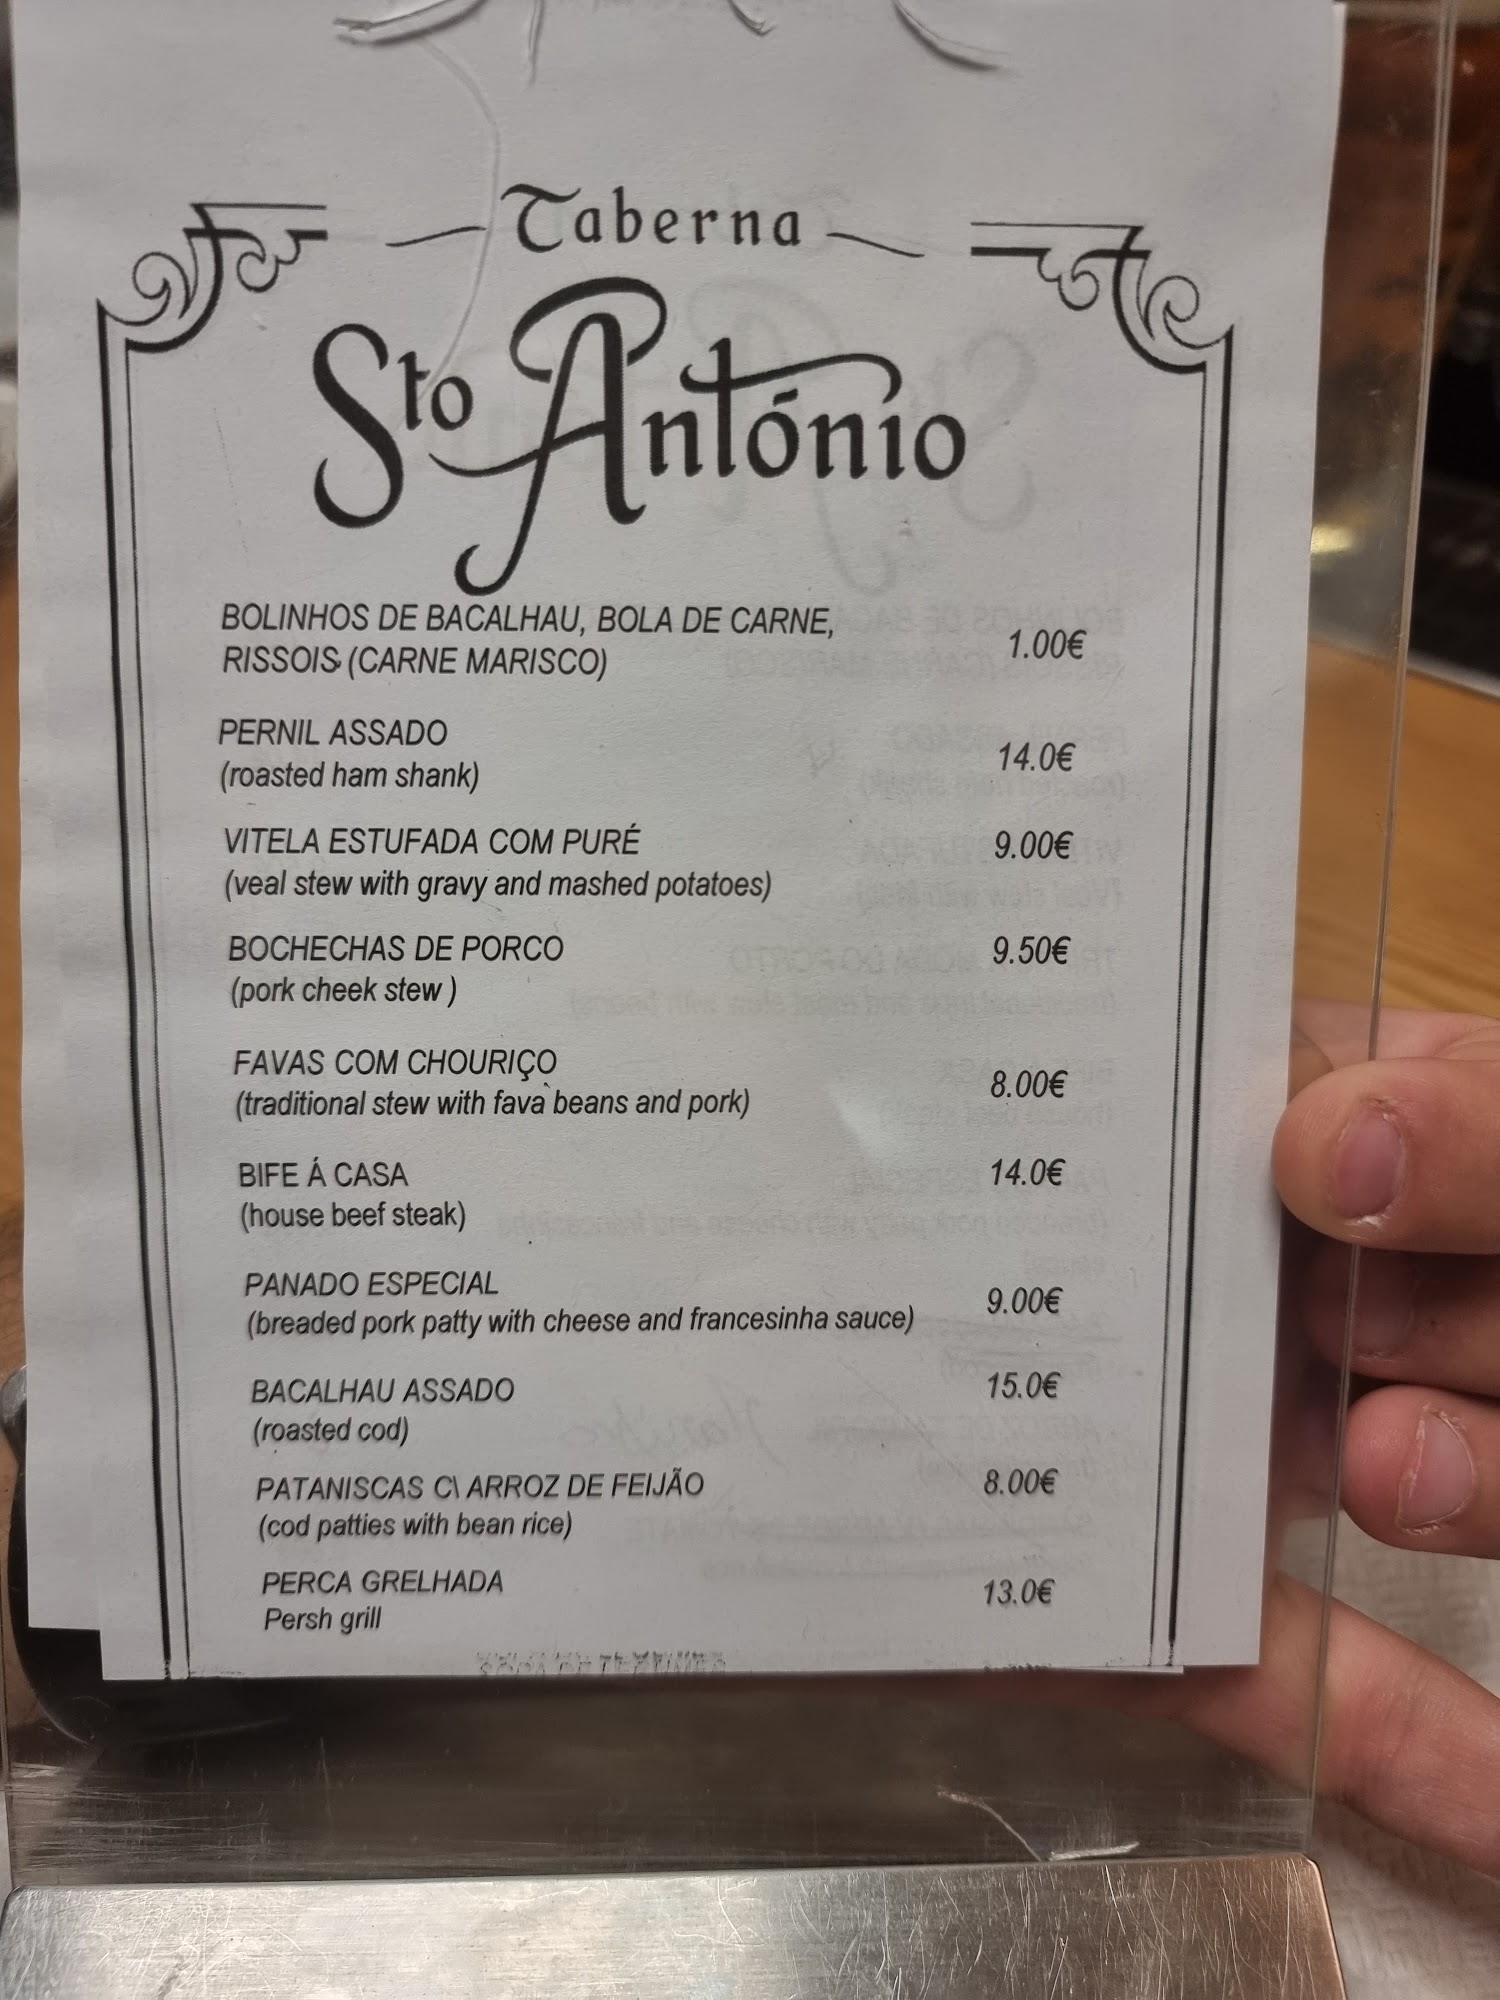 Taberna
Sto António
BOLINHOS DE BACALHAU, BOLA DE CARNE,
RISSOIS (CARNE MARISCO) 1.00€
PERNIL ASSADO
(roasted ham shank) 14.0€
VITELA ESTUFADA COM PURÉ 9.00€
(veal stew with gravy and mashed potatoes)
BOCHECHAS DE PORCO 9.50€
(pork cheek stew )
FAVAS COM CHOURIÇO
(traditional stew with fava beans and pork) 8.00€
BIFE Á CASA 14.0€
(house beef steak)
PANADO ESPECIAL
(breaded pork patty with cheese and francesinha sauce) 9.00€
BACALHAU ASSADO 15.0€
(roasted cod)
PATANISCAS C\ ARROZ DE FEIJÃO 8.00€
(cod patties with bean rice)
PERCA GRELHADA 13.0€
Persh grill